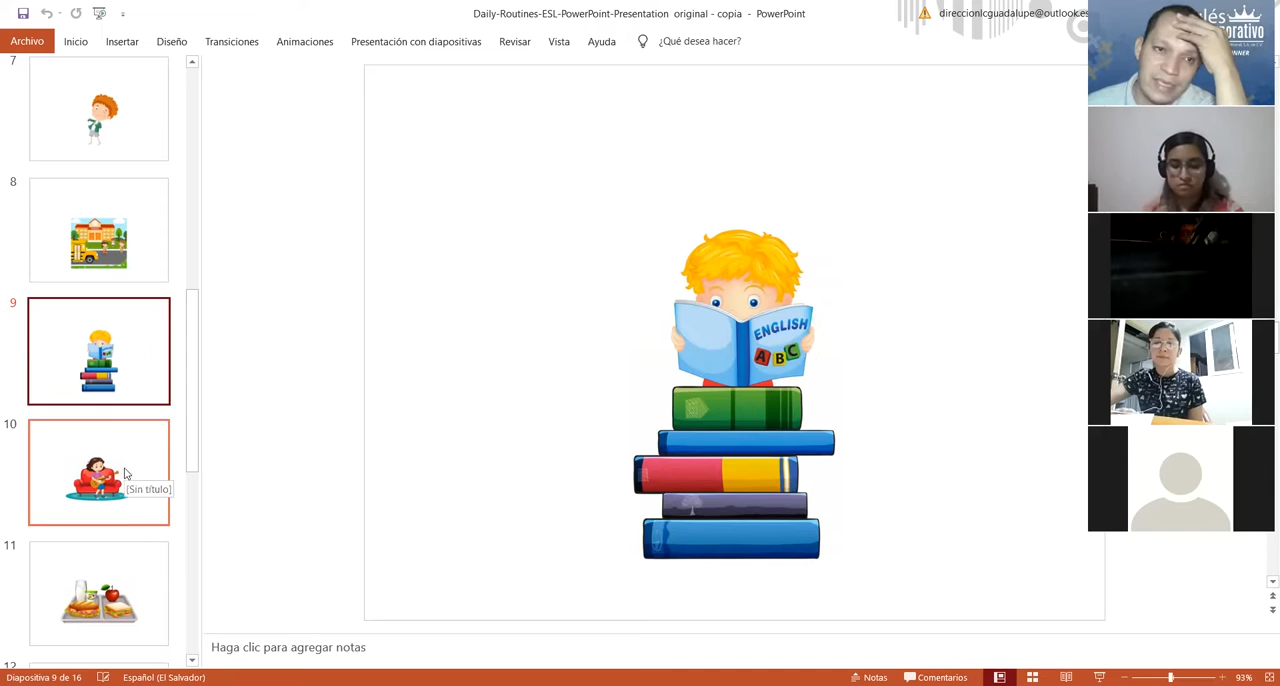 Daily-Routines-ESL-PowerPoint-Presentation original - copia - PowerPoint
direccionlcguadalupe@outlook.es
Archivo Inicio Insertar Diseño Transiciones Animaciones Presentación con diapositivas Revisar Vista Ayuda ¿Qué desea hacer?
7
8
9
10
[Sin título]
11
ENGLISH
A B C
Haga clic para agregar notas
Diapositiva 9 de 16 Español (El Salvador) Notas Comentarios 93%